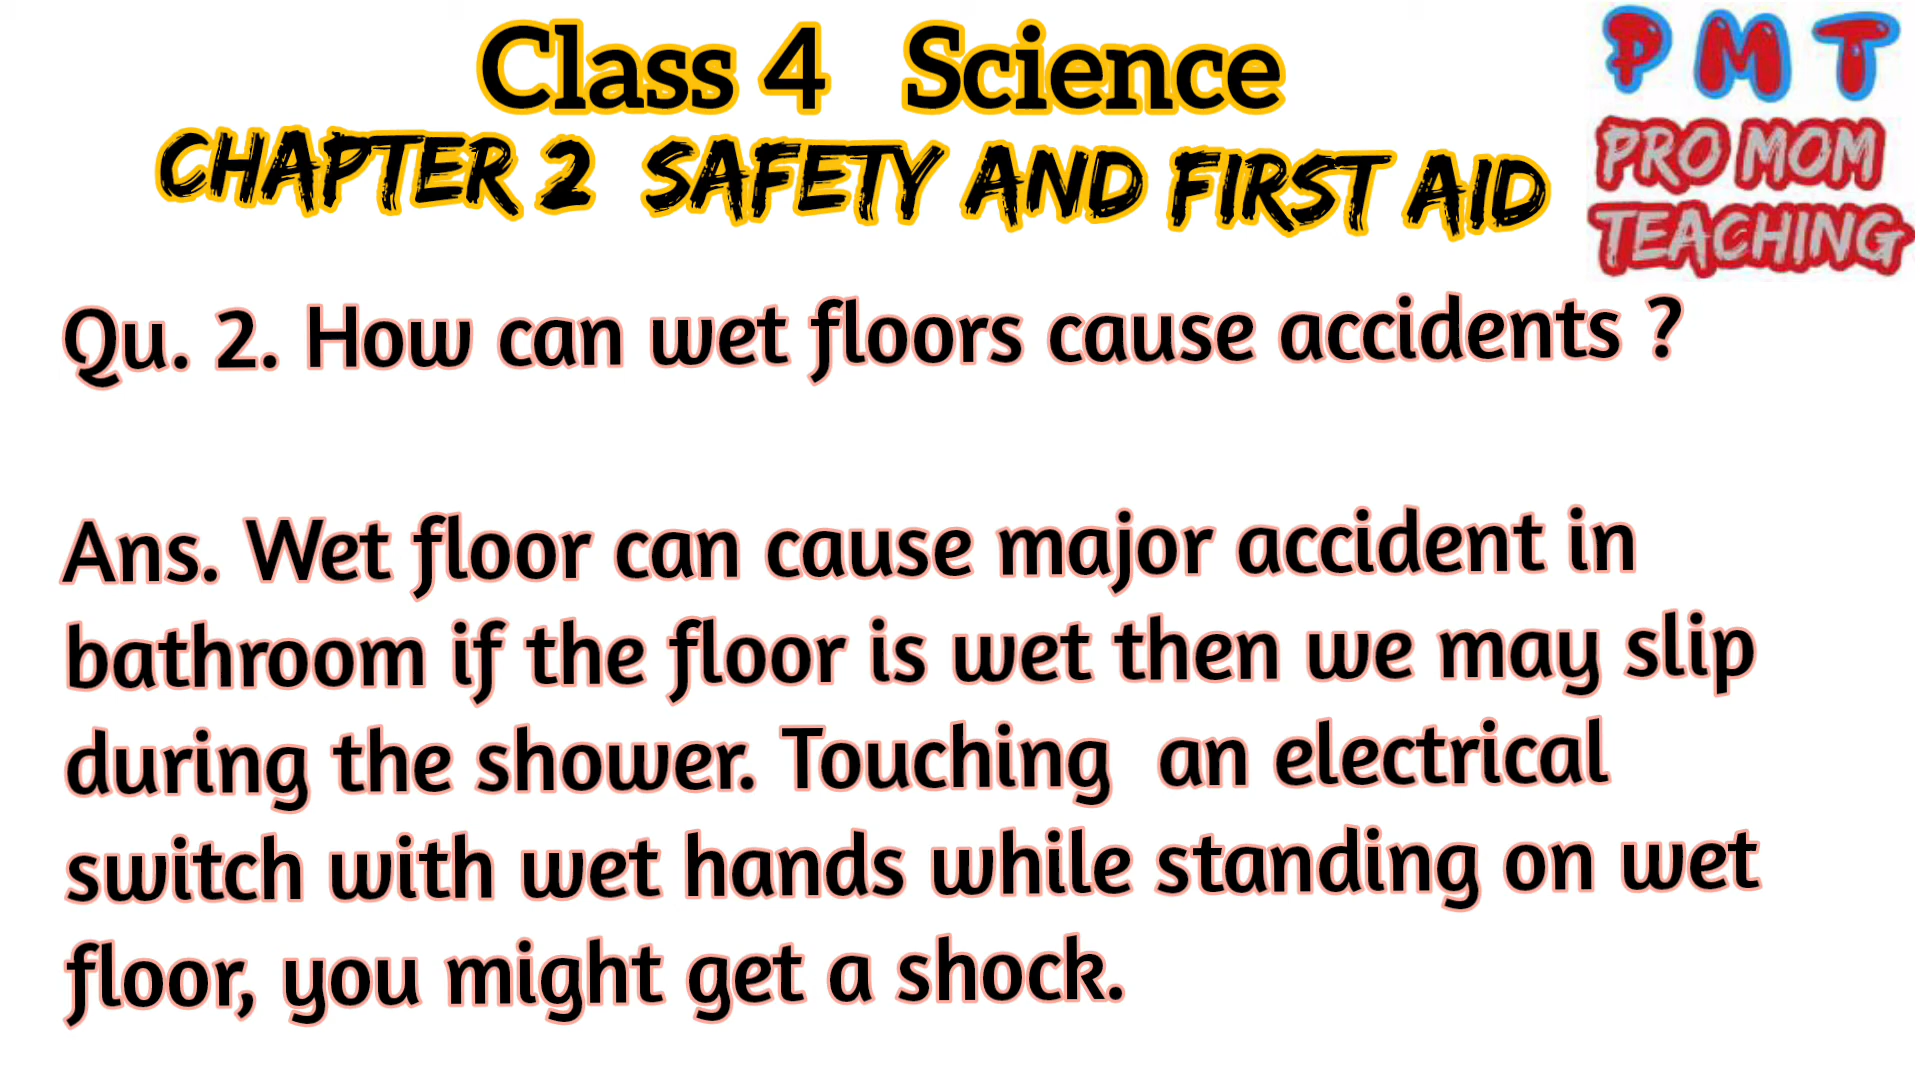 Class 4 Science
PMT
CHAPTER 2 SAFETY AND FIRST AID
PRO MOM
TEACHING
Qu. 2. How can wet floors cause accidents ?
Ans. Wet floor can cause major accident in
bathroom if the floor is wet then we may slip
during the shower. Touching an electrical
switch with wet hands while standing on wet
floor, you might get a shock.